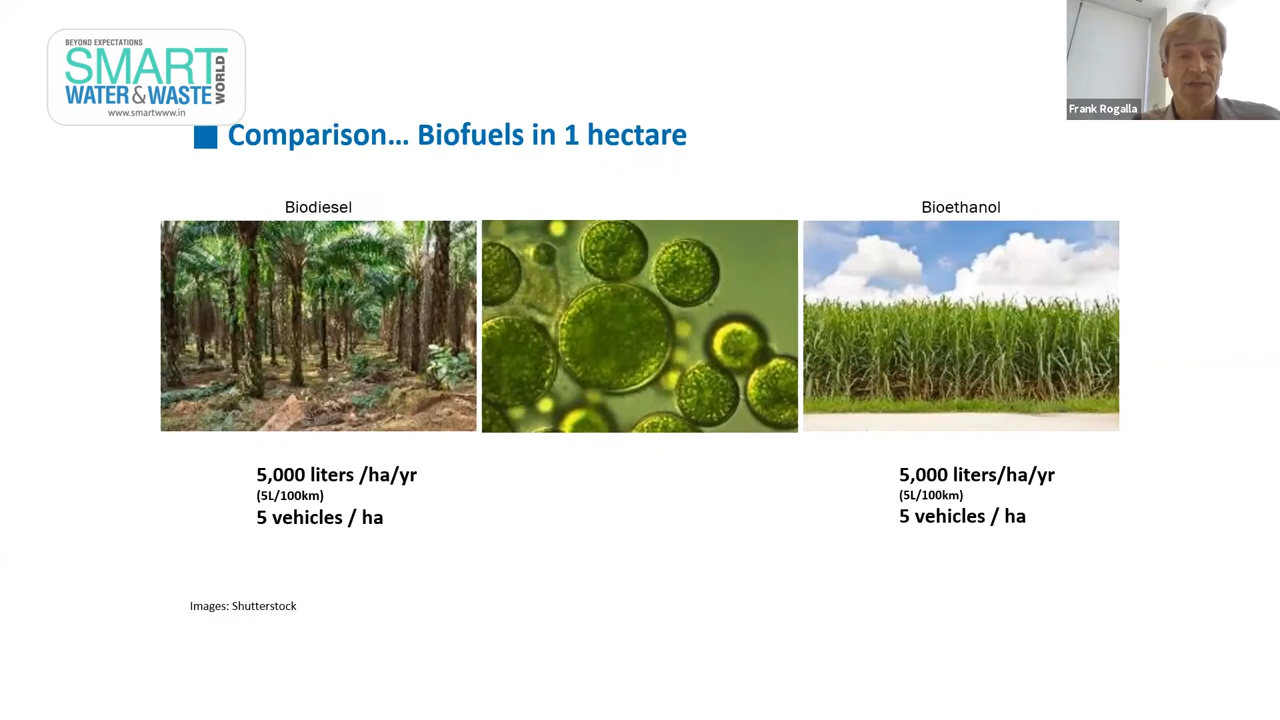 BEYOND EXPECTATIONS
SMART
WATER & WASTE
WORLD
www.smartwww.in
Frank Rogalla
Comparison... Biofuels in 1 hectare
Biodiesel
Bioethanol
5,000 liters /ha/yr
(5L/100km)
5 vehicles / ha
5,000 liters/ha/yr
(5L/100km)
5 vehicles / ha
Images: Shutterstock